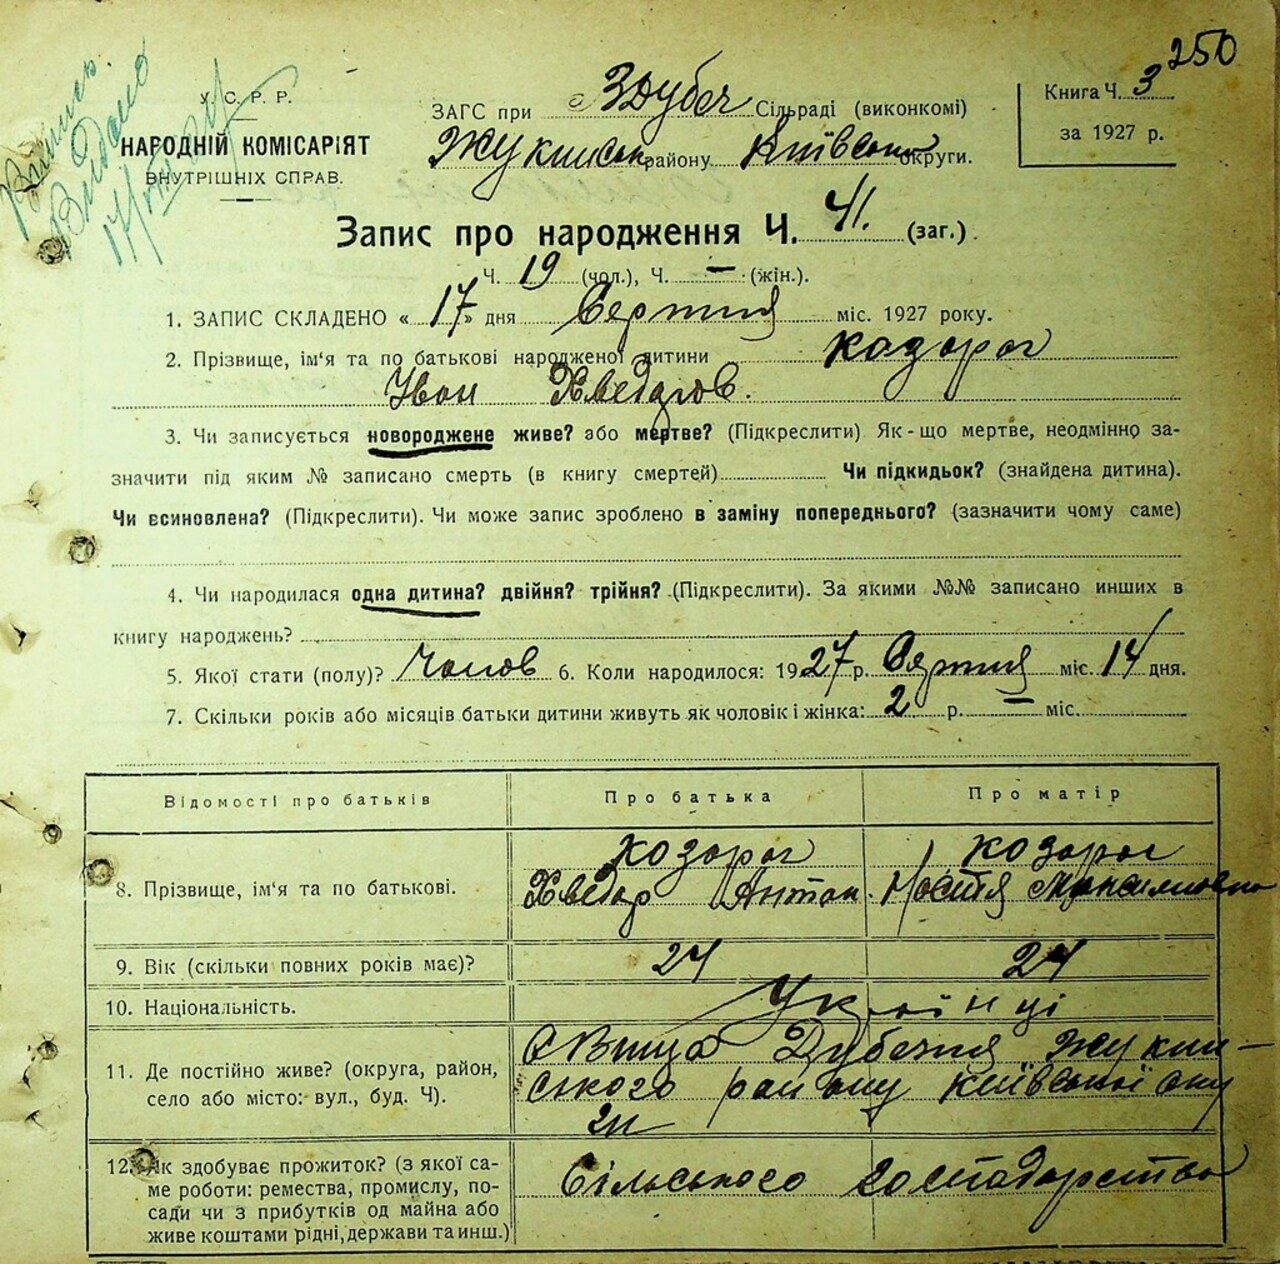 250
Випись
Видано
У. С. Р. Р.
НАРОДНІЙ КОМІСАРІЯТ
ВНУТРІШНІХ СПРАВ.
ЗАГС при с ЗДубеч Сільраді (виконкомі)
Жукинськ району Київськ округи.
Книга Ч. 3
за 1927 р.
Запис про народження Ч. 41. (заг.).
Ч. 19 (чол.), Ч. — (жін.).
1. ЗАПИС СКЛАДЕНО «17» дня Серпня міс. 1927 року.
2. Прізвище, ім'я та по батькові народженої дитини Козорог
Іван Хведоров.
3. Чи записується новороджене живе? або мертве? (Підкреслити). Як-що мертве, неодмінно за-
значити під яким № записано смерть (в книгу смертей) Чи підкидьок? (знайдена дитина).
Чи всиновлена? (Підкреслити). Чи може запис зроблено в заміну попереднього? (зазначити чому саме)
4. Чи народилася одна дитина? двійня? трійня? (Підкреслити). За якими №№ записано инших в
книгу народжень?
5. Якої стати (полу)? Чолов 6. Коли народилося: 1927 р. Серпня міс. 14 дня.
7. Скільки років або місяців батьки дитини живуть як чоловік і жінка: 2 р. — міс.
Відомості про батьків Про батька Про матір
8. Прізвище, ім'я та по батькові. Козорог Козорог
Хведор Антон. Настя Максимовна
9. Вік (скільки повних років має)? 24 24
10. Національність. Українці
11. Де постійно живе? (округа, район,
село або місто: вул., буд. Ч). с Вища Дубечня Жукин-
ського району Київської окру
ги
12. Як здобуває прожиток? (з якої са-
ме роботи: ремества, промислу, по-
сади чи з прибутків од майна або
живе коштами рідні, держави та инш.) Сільського господарства